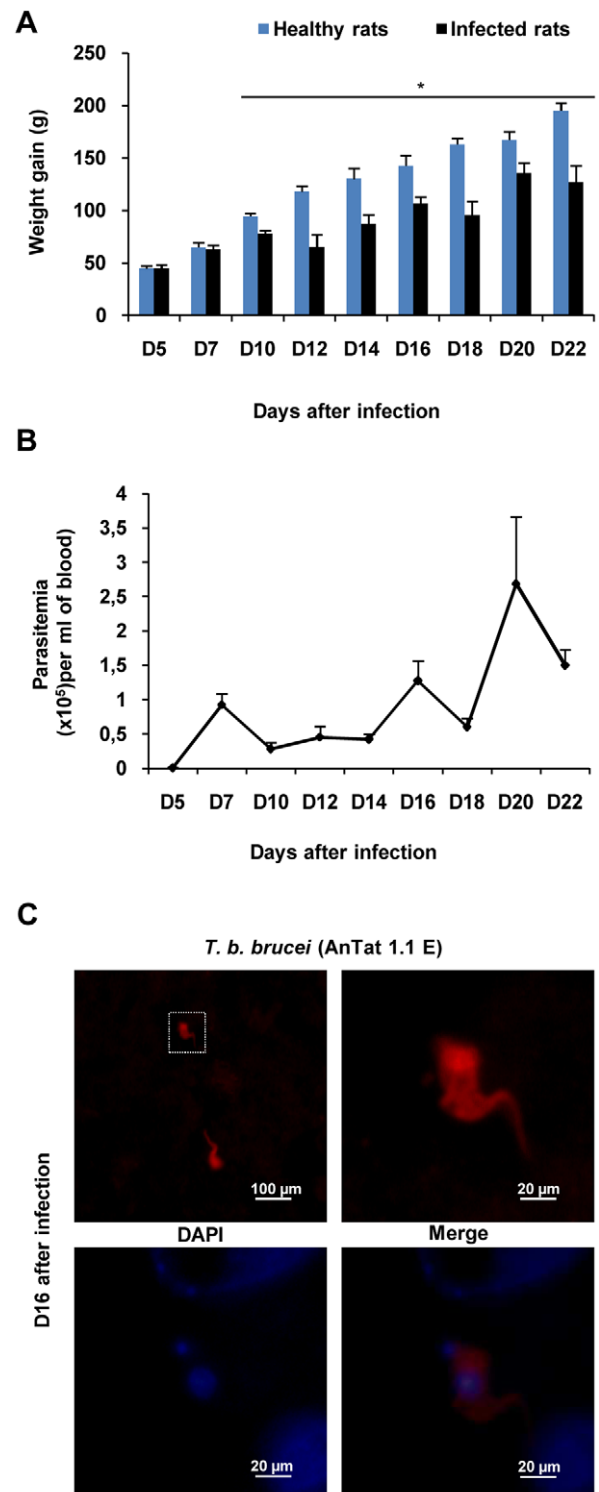 A
Healthy rats Infected rats
*
250
200
150
100
50
0
Weight gain (g)
D5 D7 D10 D12 D14 D16 D18 D20 D22
Days after infection
B
4
3,5
3
2,5
2
1,5
1
0,5
0
Parasitemia
(x10⁵)per ml of blood)
D5 D7 D10 D12 D14 D16 D18 D20 D22
Days after infection
C
T. b. brucei (AnTat 1.1 E)
D16 after infection
100 µm 20 µm
DAPI Merge
20 µm 20 µm